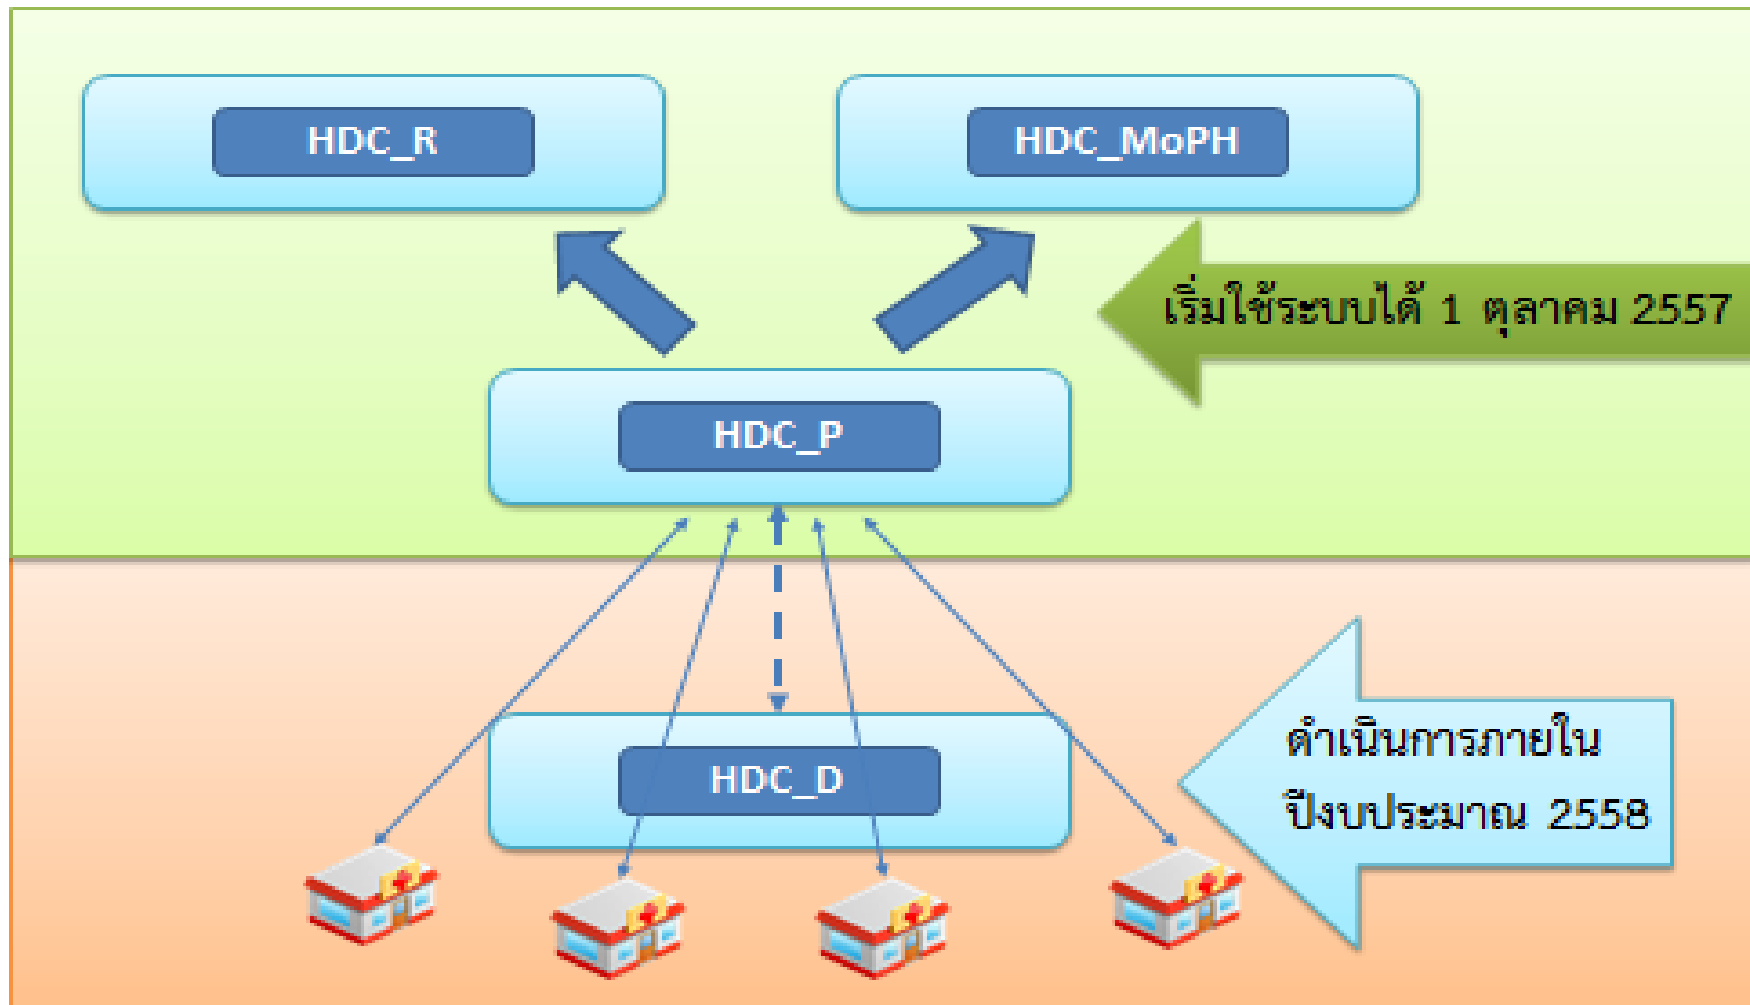 HDC_R
HDC_MoPH
เริ่มใช้ระบบได้ 1 ตุลาคม 2557
HDC_P
ดำเนินการภายใน
ปีงบประมาณ 2558
HDC_D